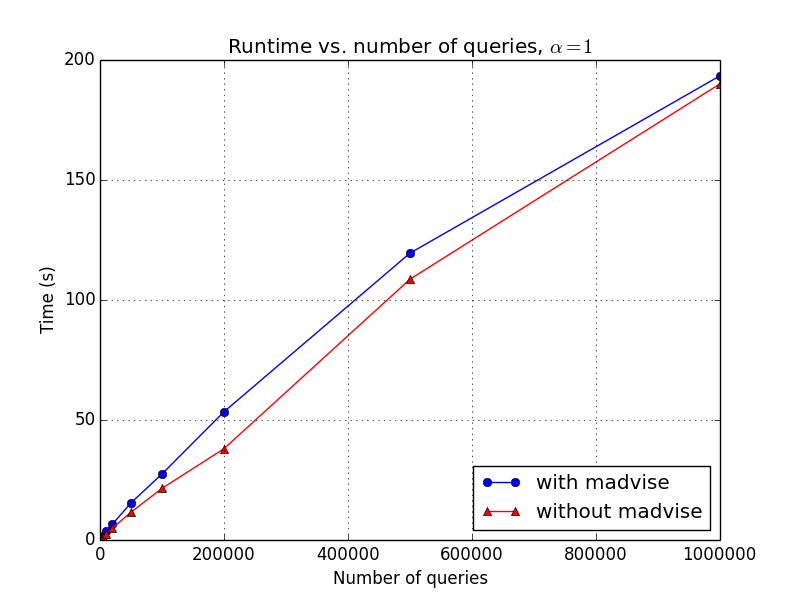 Runtime vs. number of queries, α=1
200
150
100
50
0
Time (s)
0 200000 400000 600000 800000 1000000
Number of queries
with madvise
without madvise